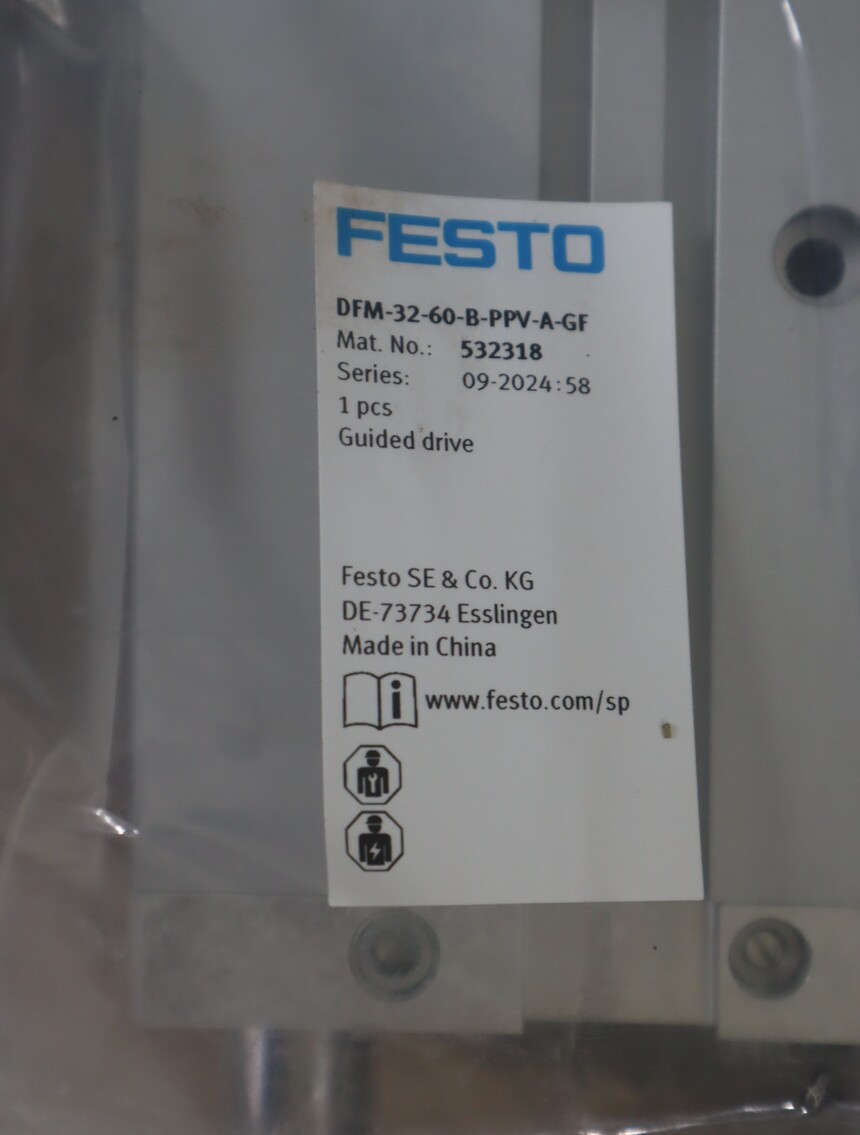 FESTO
DFM-32-60-B-PPV-A-GF
Mat. No.: 532318
Series: 09-2024:58
1 pcs
Guided drive
Festo SE & Co. KG
DE-73734 Esslingen
Made in China
www.festo.com/sp